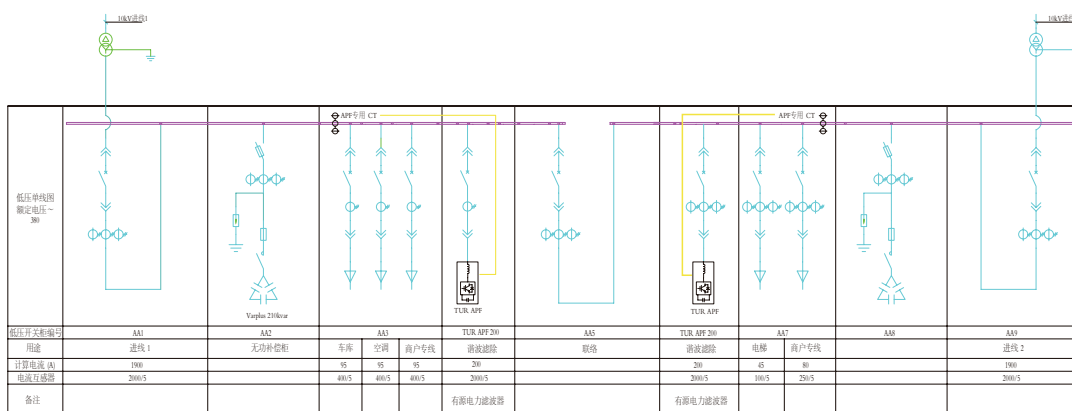 10kV进线1
10kV进线
APF专用 CT
APF专用 CT
低压单线图
额定电压～
380
Varplus 210kvar
TUR APF
TUR APF
低压开关柜编号 AA1 AA2 AA3 TUR APF 200 AA5 TUR APF 200 AA7 AA8 AA9
用途 进线 1 无功补偿柜 车库 空调 商户专线 谐波滤除 联络 谐波滤除 电梯 商户专线 进线 2
计算电流 (A) 1900 95 95 95 200 200 45 80 1900
电流互感器 2000/5 400/5 400/5 400/5 2000/5 2000/5 100/5 250/5 2000/5
备注 有源电力滤波器 有源电力滤波器